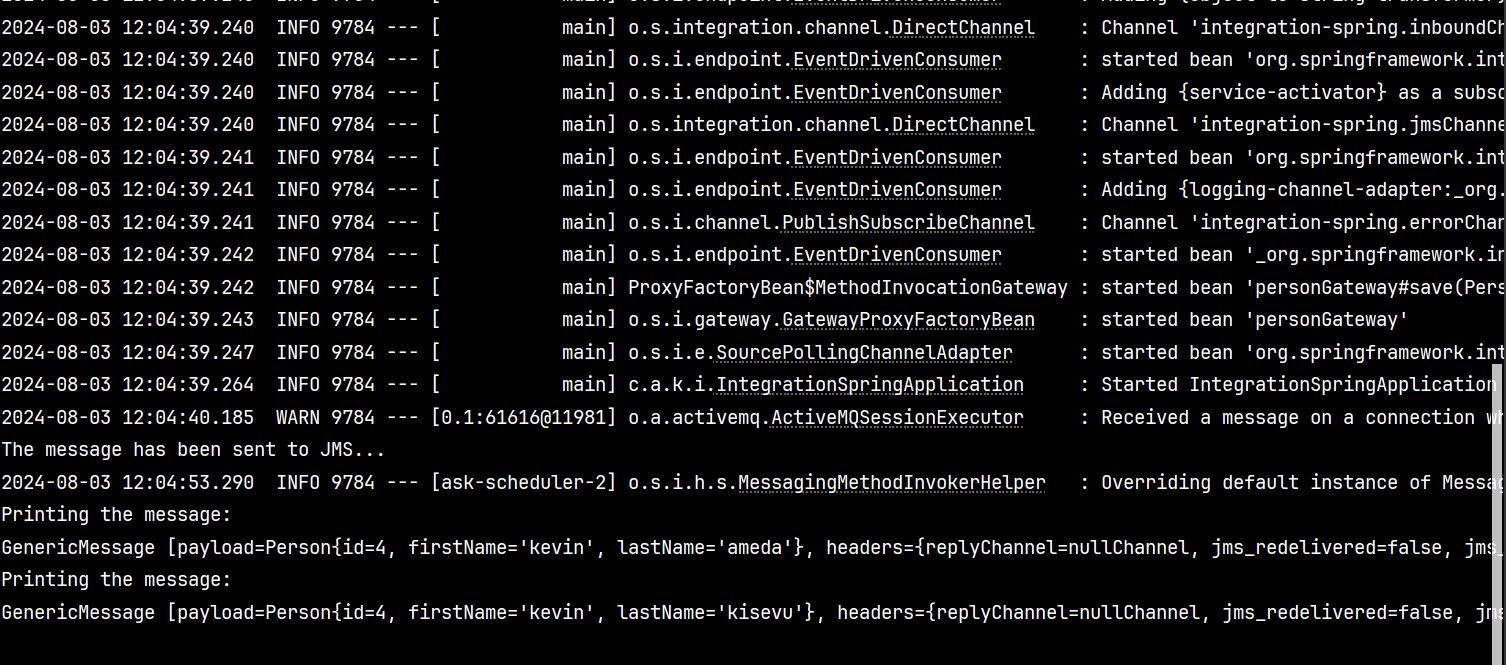 2024-08-03 12:04:39.240  INFO 9784 --- [           main] o.s.integration.channel.DirectChannel    : Channel 'integration-spring.inboundCh
2024-08-03 12:04:39.240  INFO 9784 --- [           main] o.s.i.endpoint.EventDrivenConsumer       : started bean 'org.springframework.int
2024-08-03 12:04:39.240  INFO 9784 --- [           main] o.s.i.endpoint.EventDrivenConsumer       : Adding {service-activator} as a subsc
2024-08-03 12:04:39.240  INFO 9784 --- [           main] o.s.integration.channel.DirectChannel    : Channel 'integration-spring.jmsChanne
2024-08-03 12:04:39.241  INFO 9784 --- [           main] o.s.i.endpoint.EventDrivenConsumer       : started bean 'org.springframework.int
2024-08-03 12:04:39.241  INFO 9784 --- [           main] o.s.i.endpoint.EventDrivenConsumer       : Adding {logging-channel-adapter:_org.
2024-08-03 12:04:39.241  INFO 9784 --- [           main] o.s.i.channel.PublishSubscribeChannel    : Channel 'integration-spring.errorChan
2024-08-03 12:04:39.242  INFO 9784 --- [           main] o.s.i.endpoint.EventDrivenConsumer       : started bean '_org.springframework.in
2024-08-03 12:04:39.242  INFO 9784 --- [           main] ProxyFactoryBean$MethodInvocationGateway : started bean 'personGateway#save(Pers
2024-08-03 12:04:39.243  INFO 9784 --- [           main] o.s.i.gateway.GatewayProxyFactoryBean    : started bean 'personGateway'
2024-08-03 12:04:39.247  INFO 9784 --- [           main] o.s.i.e.SourcePollingChannelAdapter      : started bean 'org.springframework.int
2024-08-03 12:04:39.264  INFO 9784 --- [           main] c.a.k.i.IntegrationSpringApplication     : Started IntegrationSpringApplication
2024-08-03 12:04:40.185  WARN 9784 --- [0.1:61616@11981] o.a.activemq.ActiveMQSessionExecutor     : Received a message on a connection wh
The message has been sent to JMS...
2024-08-03 12:04:53.290  INFO 9784 --- [ask-scheduler-2] o.s.i.h.s.MessagingMethodInvokerHelper   : Overriding default instance of Messag
Printing the message:
GenericMessage [payload=Person{id=4, firstName='kevin', lastName='ameda'}, headers={replyChannel=nullChannel, jms_redelivered=false, jms_
Printing the message:
GenericMessage [payload=Person{id=4, firstName='kevin', lastName='kisevu'}, headers={replyChannel=nullChannel, jms_redelivered=false, jms